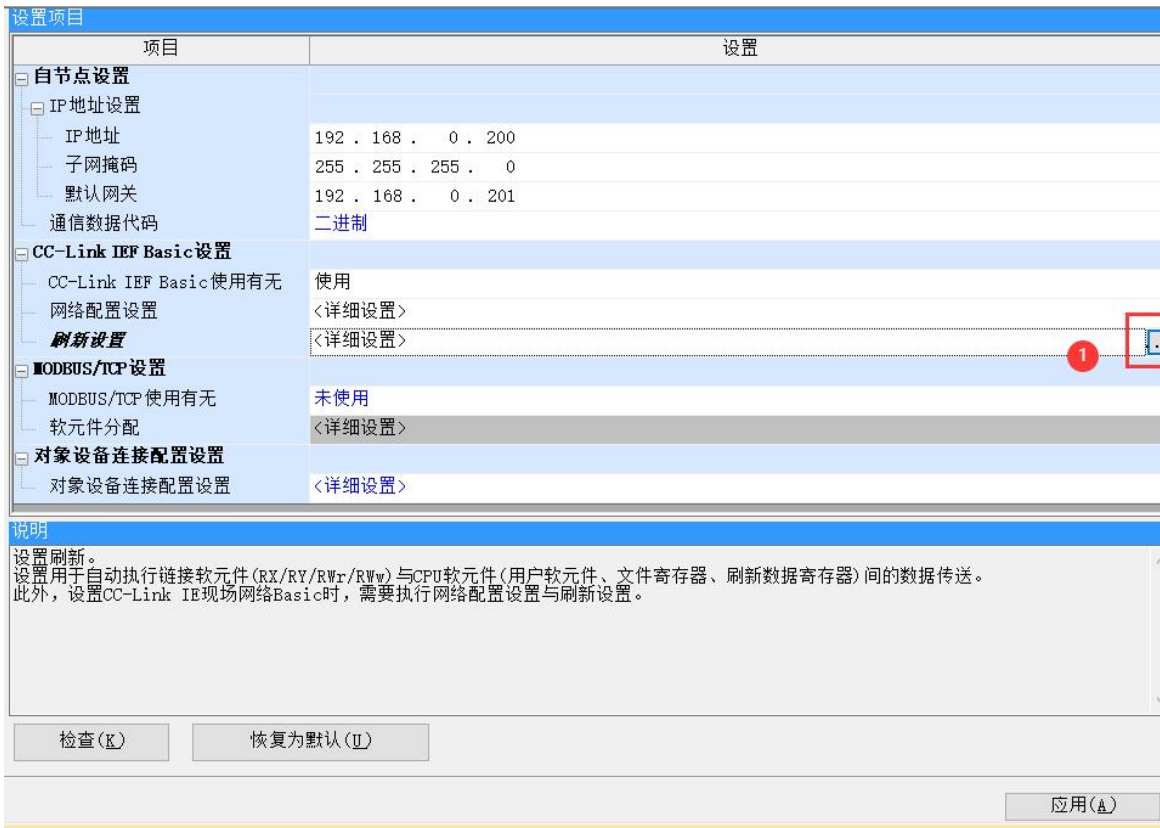 设置项目
项目 设置
自节点设置
IP地址设置
IP地址 192 . 168 . 0 . 200
子网掩码 255 . 255 . 255 . 0
默认网关 192 . 168 . 0 . 201
通信数据代码 二进制
CC-Link IEF Basic设置
CC-Link IEF Basic使用有无 使用
网络配置设置 <详细设置>
刷新设置 <详细设置>
1
MODBUS/TCP设置
MODBUS/TCP使用有无 未使用
软元件分配 <详细设置>
对象设备连接配置设置
对象设备连接配置设置 <详细设置>
说明
设置刷新。
设置用于自动执行链接软元件(RX/RY/RWr/RWw)与CPU软元件(用户软元件、文件寄存器、刷新数据寄存器)间的数据传送。
此外，设置CC-Link IE现场网络Basic时，需要执行网络配置设置与刷新设置。
检查(K) 恢复为默认(U)
应用(A)